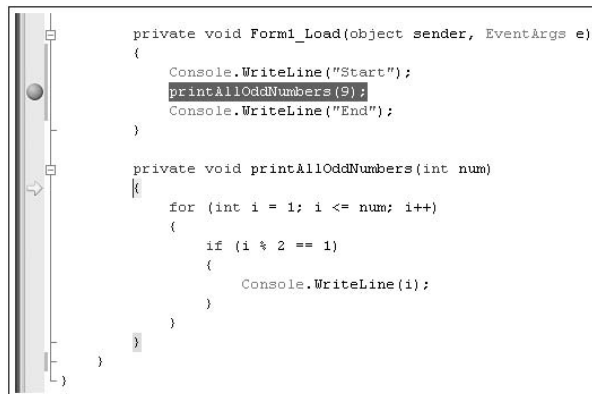 private void Form1_Load(object sender, EventArgs e)
{
Console.WriteLine("Start");
printAllOddNumbers(9);
Console.WriteLine("End");
}
private void printAllOddNumbers(int num)
{
for (int i = 1; i <= num; i++)
{
if (i % 2 == 1)
{
Console.WriteLine(i);
}
}
}
}
}